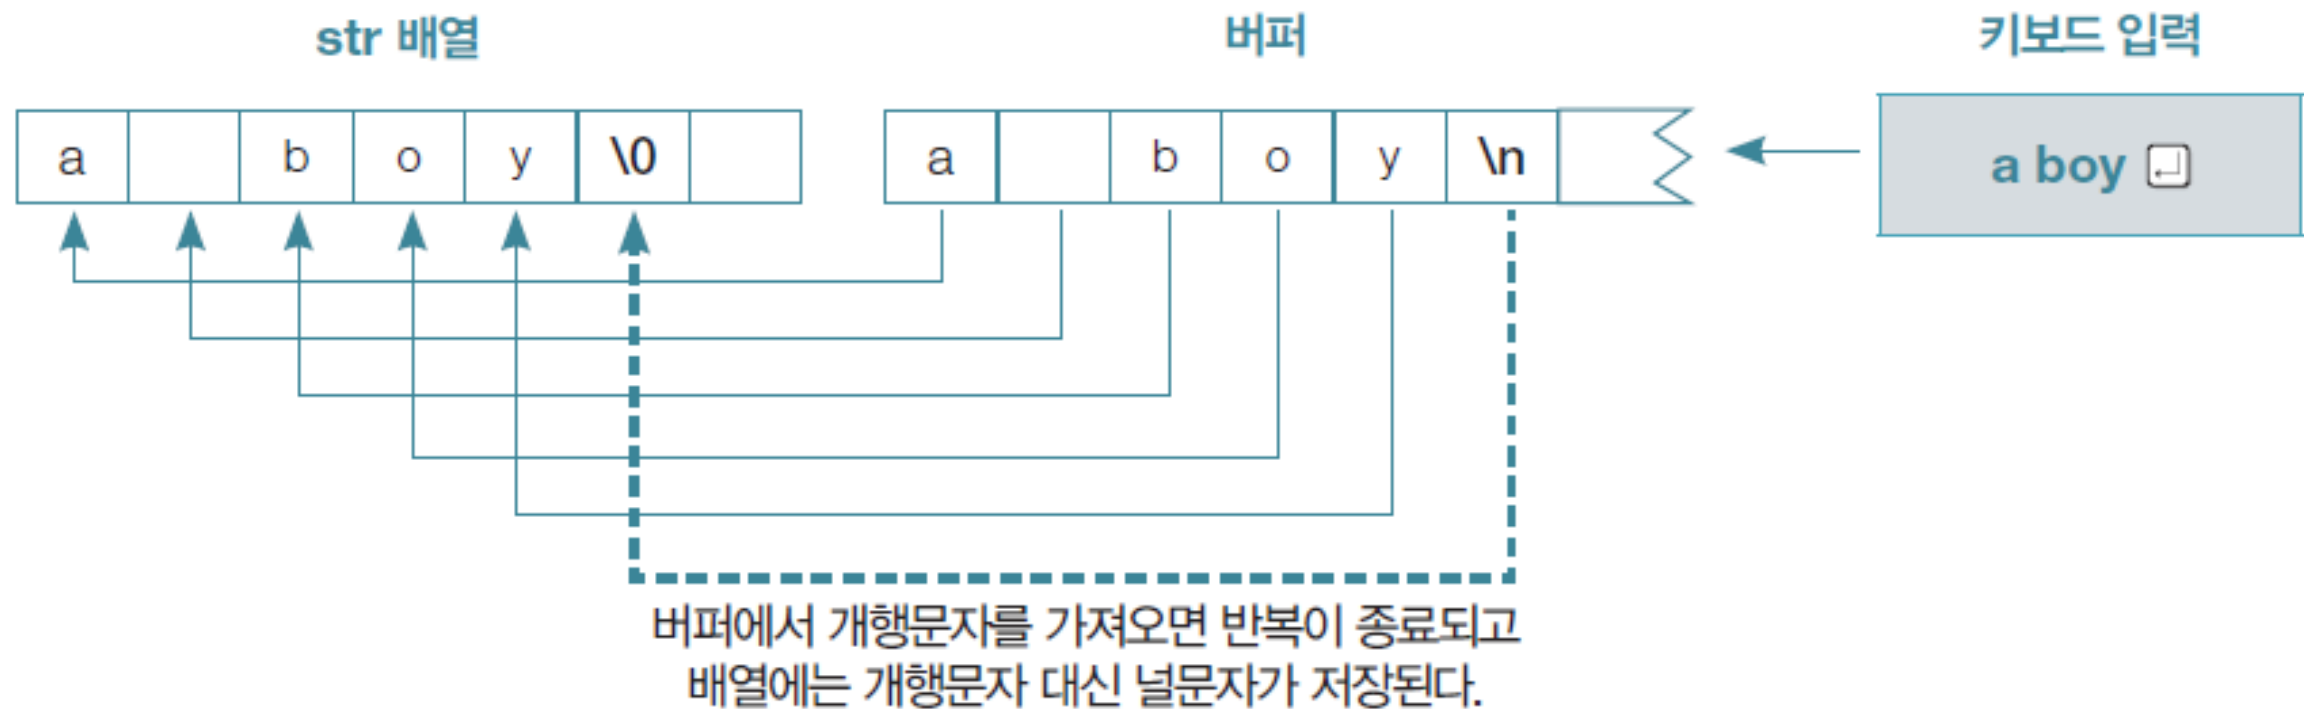 str 배열
버퍼
키보드 입력
a b o y \0
a b o y \n
a boy
버퍼에서 개행문자를 가져오면 반복이 종료되고
배열에는 개행문자 대신 널문자가 저장된다.